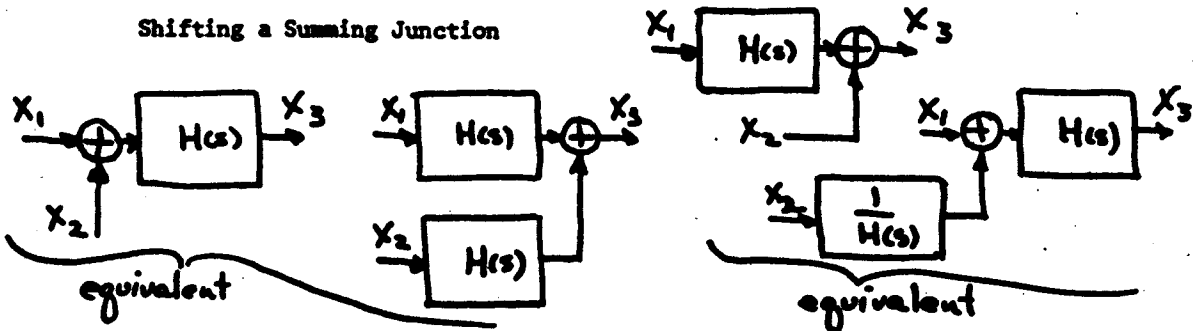 Shifting a Summing Junction
X₁
H(s)
X₃
X₂
X₁
H(s)
X₃
X₂
H(s)
equivalent
X₁
H(s)
X₃
X₂
X₁
H(s)
X₃
X₂
1/H(s)
equivalent